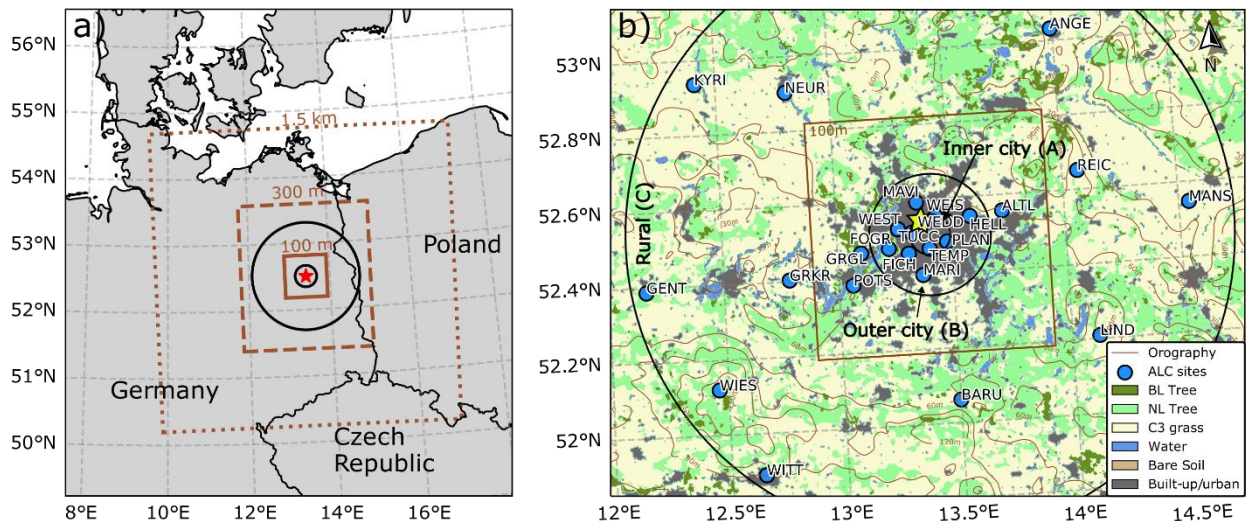 a)
56°N
55°N
54°N
53°N
52°N
51°N
50°N
8°E
10°E
12°E
14°E
16°E
1.5 km
300 m
100 m
Poland
Germany
Czech
Republic
b)
N
53°N
52.8°N
52.6°N
52.4°N
52.2°N
52°N
12°E
12.5°E
13°E
13.5°E
14°E
14.5°E
ANGE
KYRI
NEUR
100m
Inner city (A)
REIC
MANS
MAVI
WEIS
ALTL
WEST
WEDD
HELL
Rural (C)
FOGR
TUCC
PLAN
GRGL
FICH
TEMP
MARI
GRKR
POTS
GENT
Outer city (B)
LIND
WIES
BARU
60m
120m
WITT
Orography
ALC sites
BL Tree
NL Tree
C3 grass
Water
Bare Soil
Built-up/urban